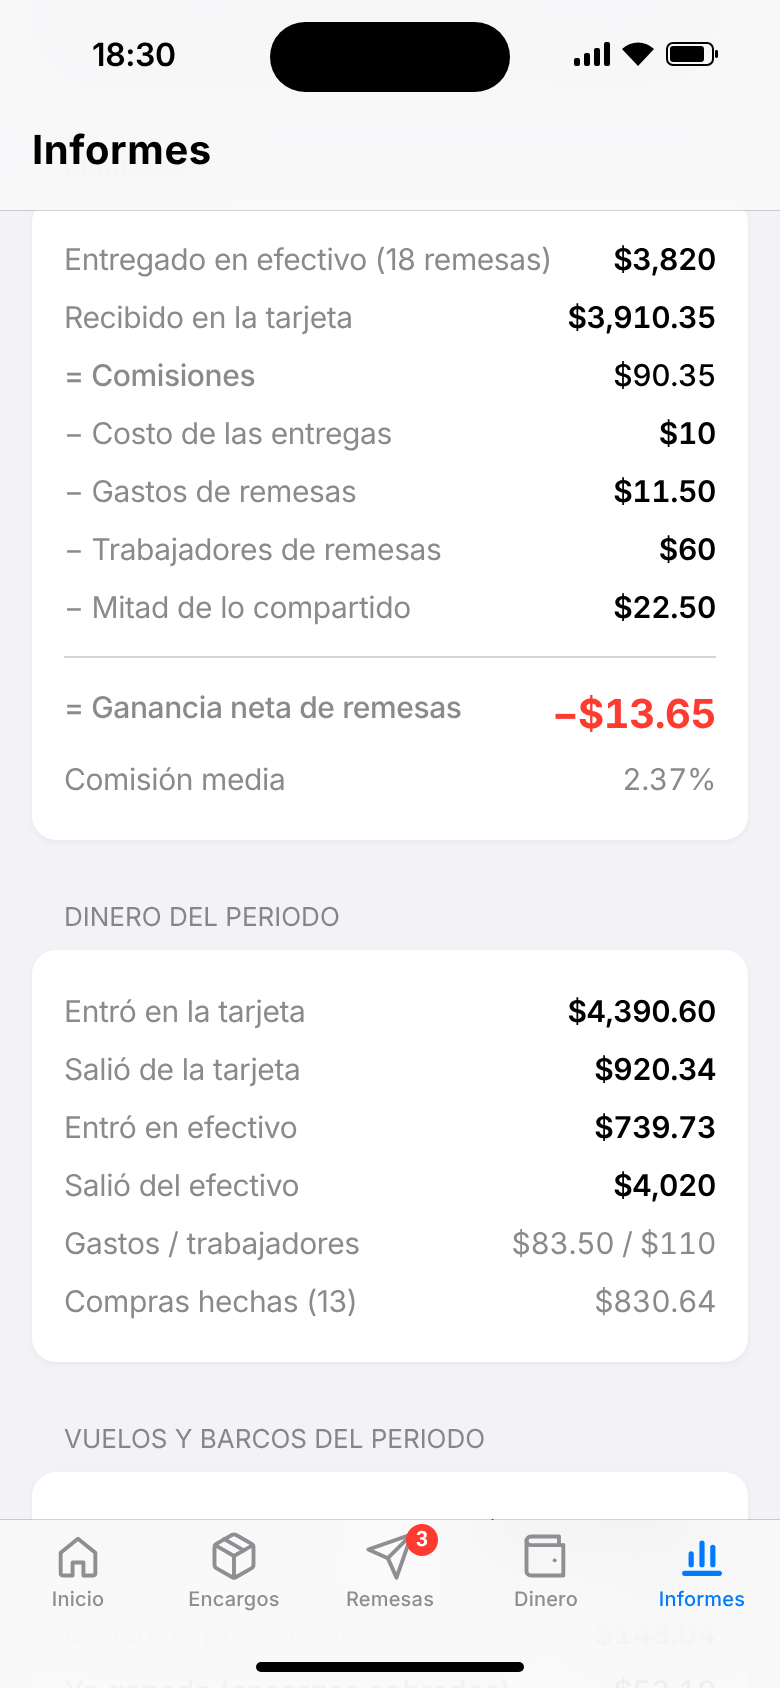 18:30
Informes
Entregado en efectivo (18 remesas) $3,820
Recibido en la tarjeta $3,910.35
= Comisiones $90.35
− Costo de las entregas $10
− Gastos de remesas $11.50
− Trabajadores de remesas $60
− Mitad de lo compartido $22.50
= Ganancia neta de remesas −$13.65
Comisión media 2.37%
DINERO DEL PERIODO
Entró en la tarjeta $4,390.60
Salió de la tarjeta $920.34
Entró en efectivo $739.73
Salió del efectivo $4,020
Gastos / trabajadores $83.50 / $110
Compras hechas (13) $830.64
VUELOS Y BARCOS DEL PERIODO
3
Inicio Encargos Remesas Dinero Informes